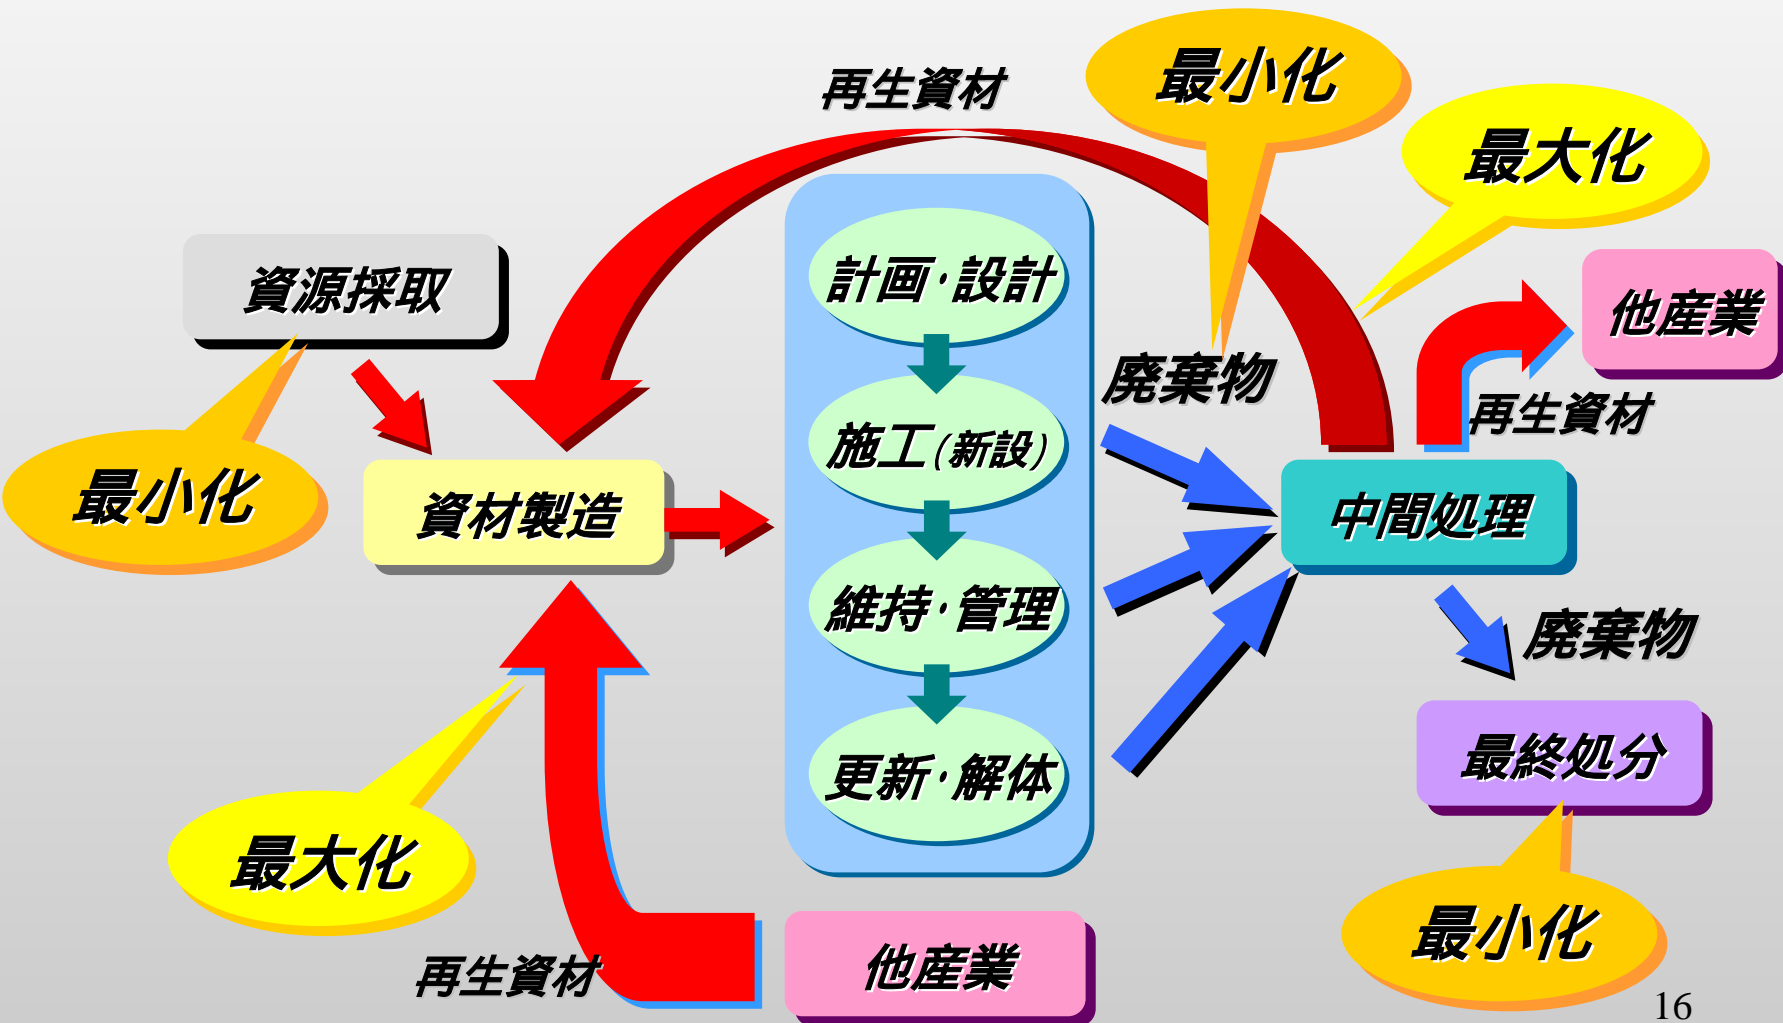 最小化
再生資材
最大化
資源採取
計画・設計
他産業
廃棄物
再生資材
施工(新設)
最小化
資材製造
中間処理
維持・管理
廃棄物
更新・解体
最終処分
最大化
最小化
再生資材
他産業
16